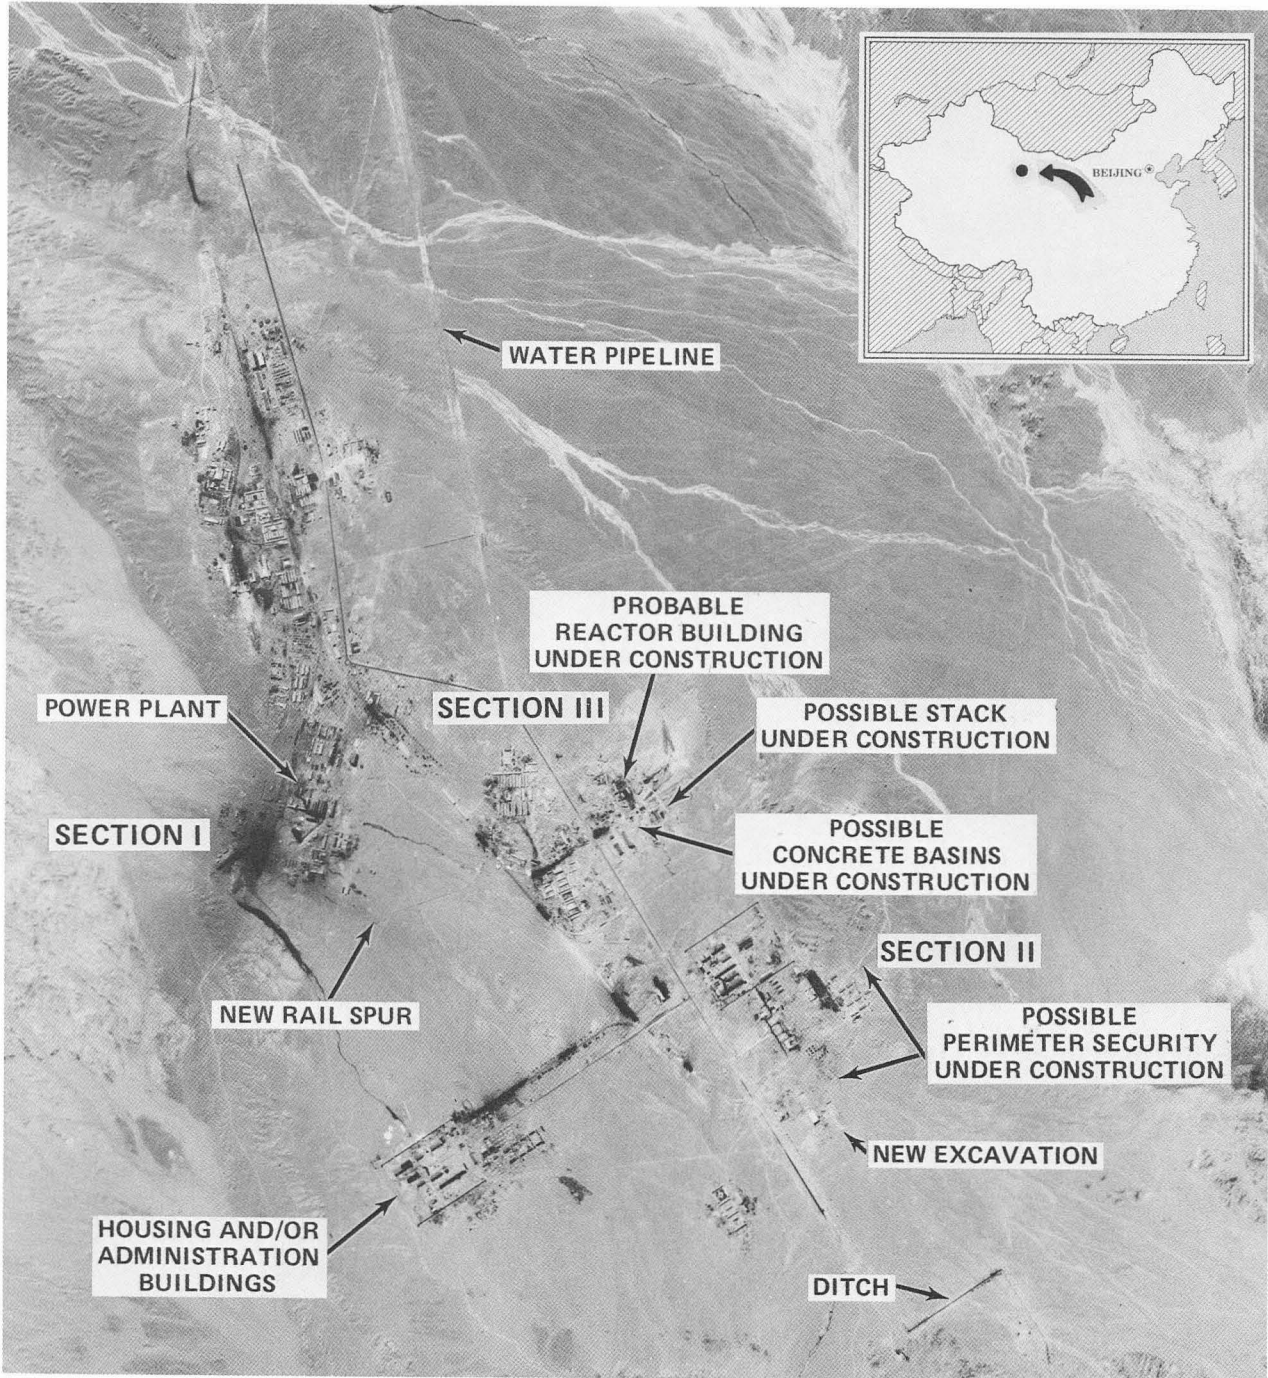 BEIJING
WATER PIPELINE
PROBABLE
REACTOR BUILDING
UNDER CONSTRUCTION
SECTION III
POWER PLANT
POSSIBLE STACK
UNDER CONSTRUCTION
SECTION I
POSSIBLE
CONCRETE BASINS
UNDER CONSTRUCTION
SECTION II
NEW RAIL SPUR
POSSIBLE
PERIMETER SECURITY
UNDER CONSTRUCTION
NEW EXCAVATION
HOUSING AND/OR
ADMINISTRATION
BUILDINGS
DITCH